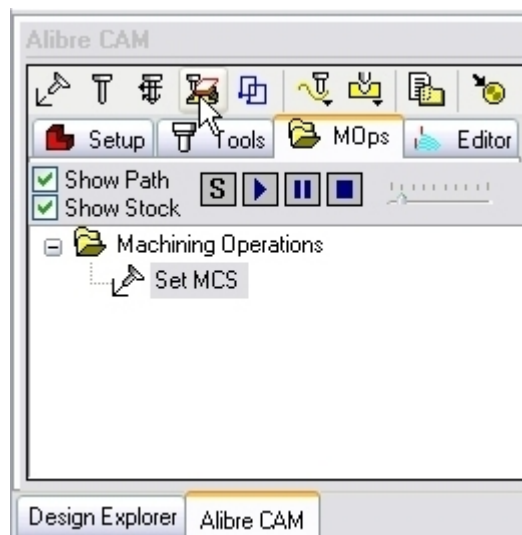 Alibre CAM
Setup Tools MOps Editor
Show Path
Show Stock
S
Machining Operations
Set MCS
Design Explorer Alibre CAM